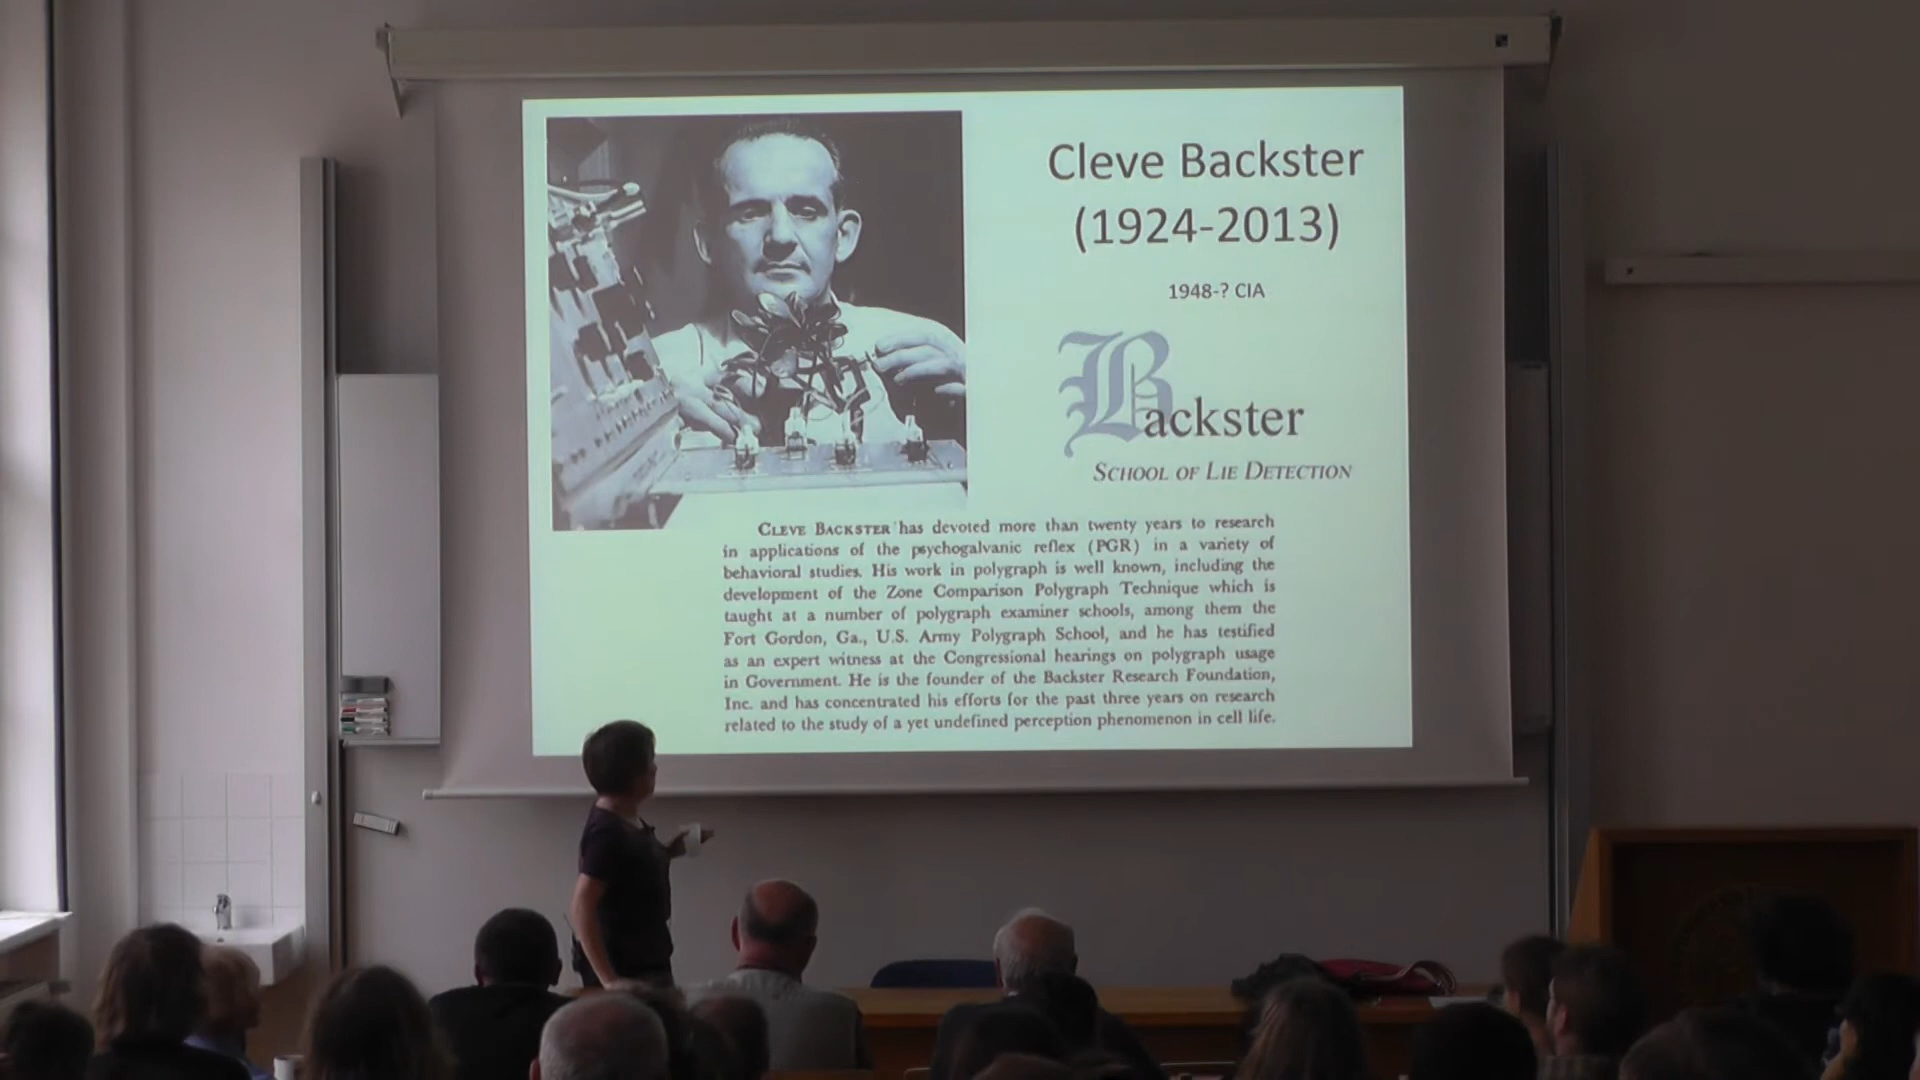 Cleve Backster
(1924-2013)
1948-? CIA
Backster
SCHOOL OF LIE DETECTION
CLEVE BACKSTER has devoted more than twenty years to research
in applications of the psychogalvanic reflex (PGR) in a variety of
behavioral studies. His work in polygraph is well known, including the
development of the Zone Comparison Polygraph Technique which is
taught at a number of polygraph examiner schools, among them the
Fort Gordon, Ga., U.S. Army Polygraph School, and he has testified
as an expert witness at the Congressional hearings on polygraph usage
in Government. He is the founder of the Backster Research Foundation,
Inc. and has concentrated his efforts for the past three years on research
related to the study of a yet undefined perception phenomenon in cell life.